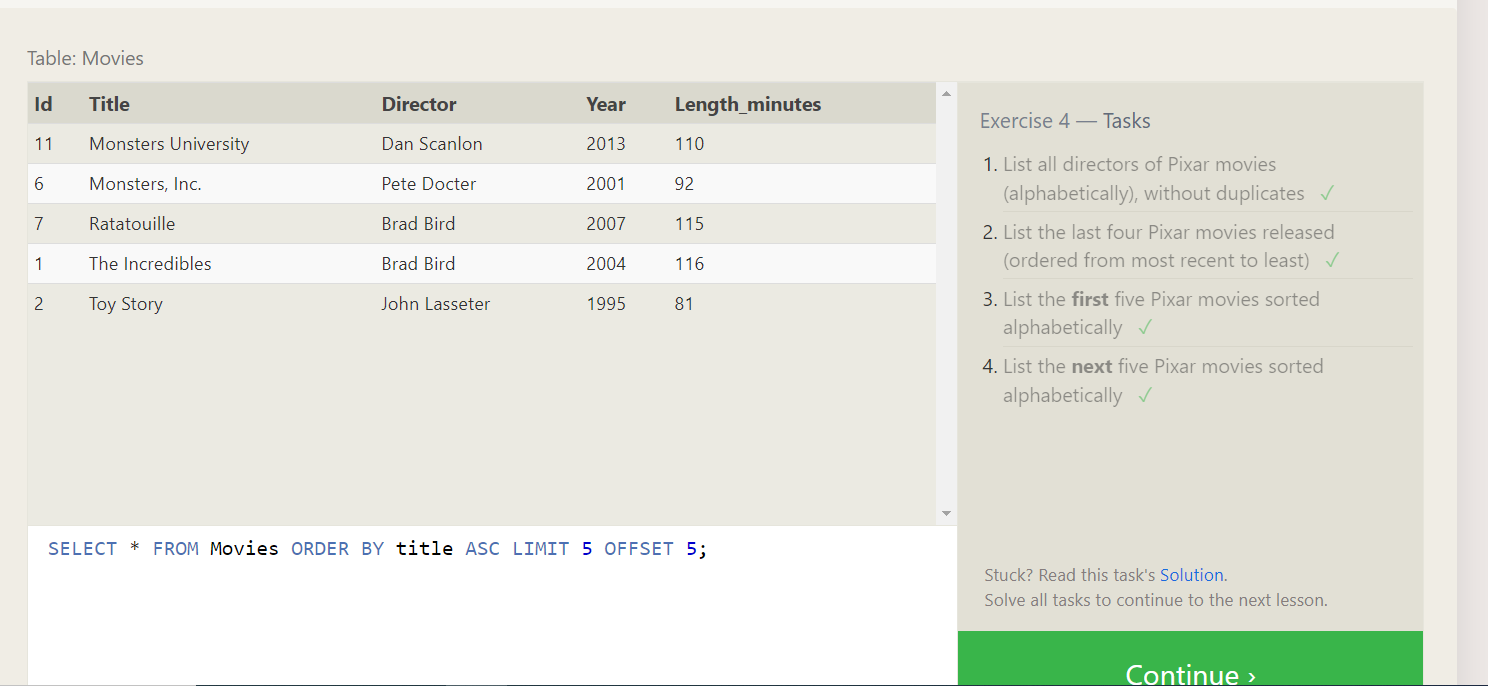 Table: Movies
Id Title Director Year Length_minutes
11 Monsters University Dan Scanlon 2013 110
6 Monsters, Inc. Pete Docter 2001 92
7 Ratatouille Brad Bird 2007 115
1 The Incredibles Brad Bird 2004 116
2 Toy Story John Lasseter 1995 81
SELECT * FROM Movies ORDER BY title ASC LIMIT 5 OFFSET 5;
Exercise 4 — Tasks
1. List all directors of Pixar movies
(alphabetically), without duplicates ✓
2. List the last four Pixar movies released
(ordered from most recent to least) ✓
3. List the first five Pixar movies sorted
alphabetically ✓
4. List the next five Pixar movies sorted
alphabetically ✓
Stuck? Read this task's Solution.
Solve all tasks to continue to the next lesson.
Continue ›